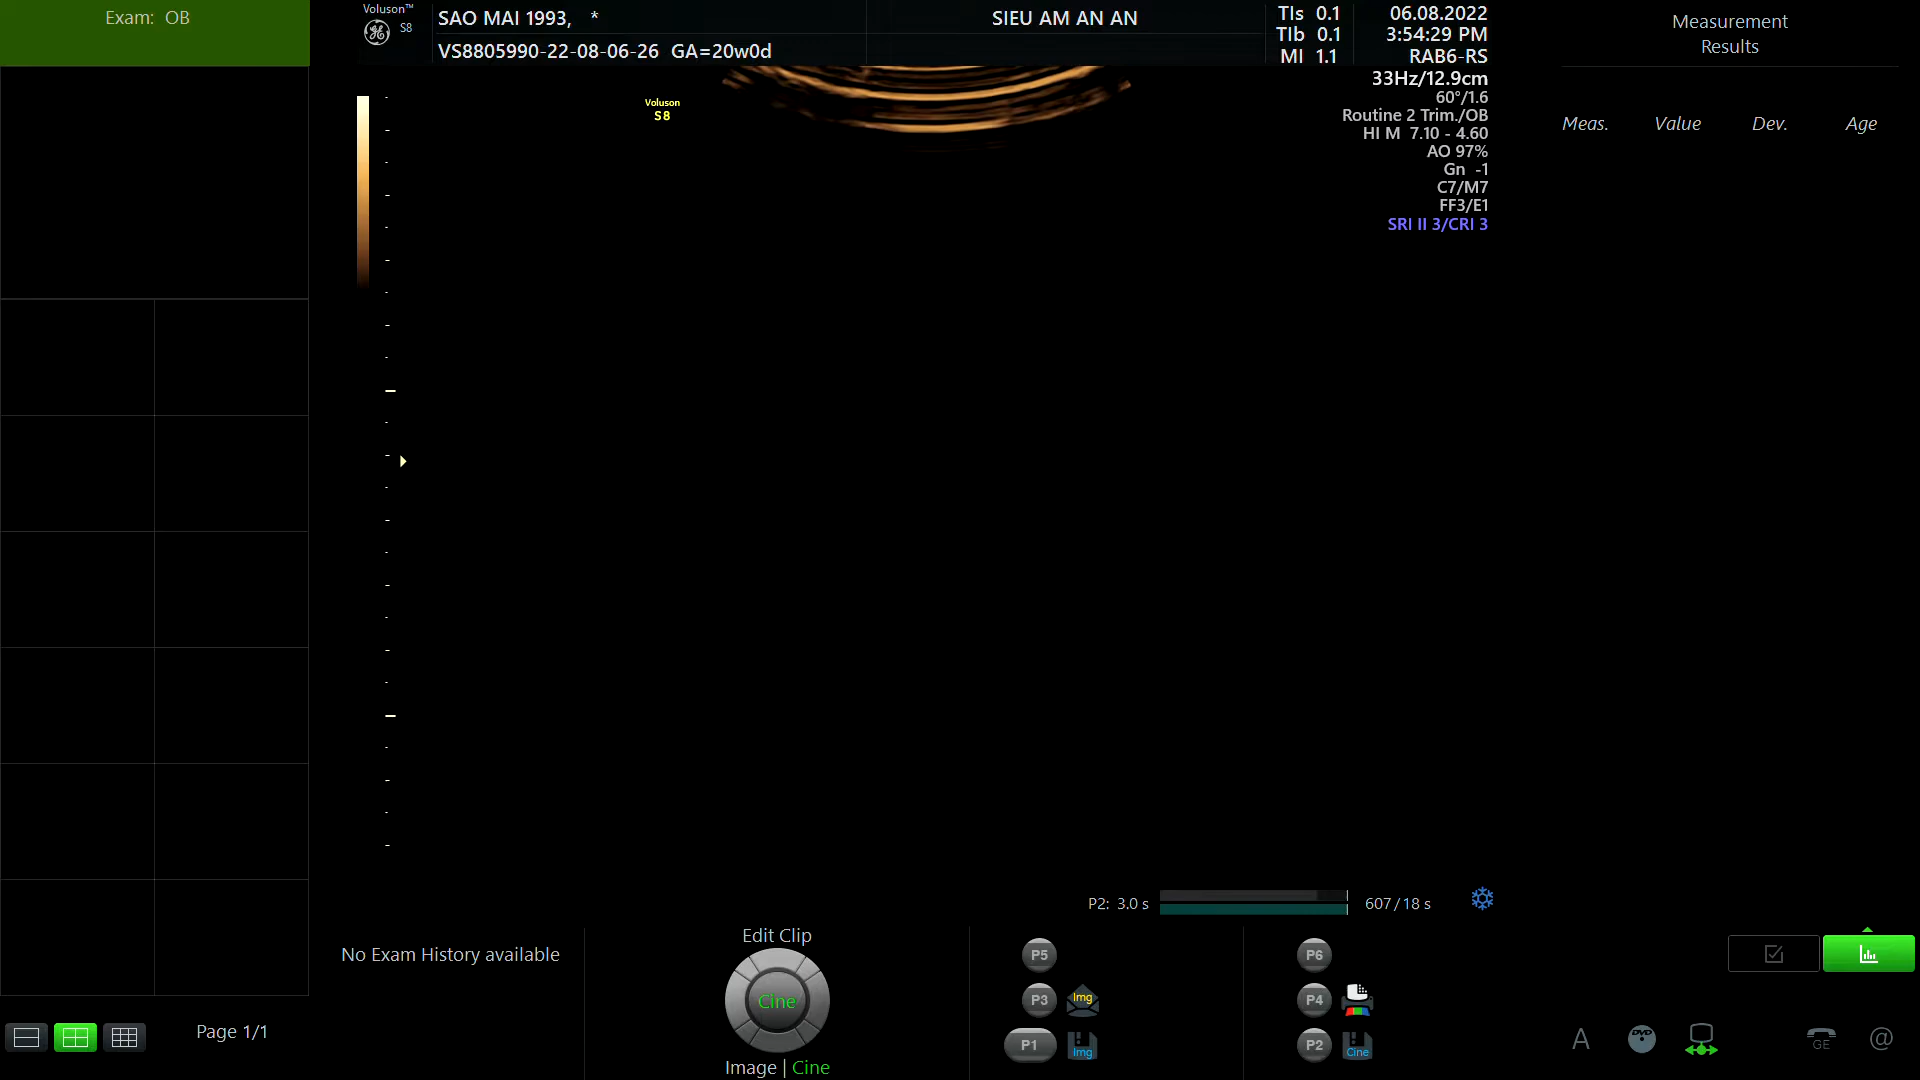 Exam: OB
Voluson™
S8
SAO MAI 1993, *
SIEU AM AN AN
VS8805990-22-08-06-26 GA=20w0d
TIs 0.1
TIb 0.1
MI 1.1
06.08.2022
3:54:29 PM
RAB6-RS
33Hz/12.9cm
60°/1.6
Routine 2 Trim./OB
HI M 7.10 - 4.60
AO 97%
Gn -1
C7/M7
FF3/E1
SRI II 3/CRI 3
Voluson
S8
Measurement
Results
Meas. Value Dev. Age
P2: 3.0 s
607/18 s
No Exam History available
Edit Clip
Cine
Image | Cine
P5
P3 Img
P1 Img
P6
P4
P2 Cine
Page 1/1
A
DVD
GE
@